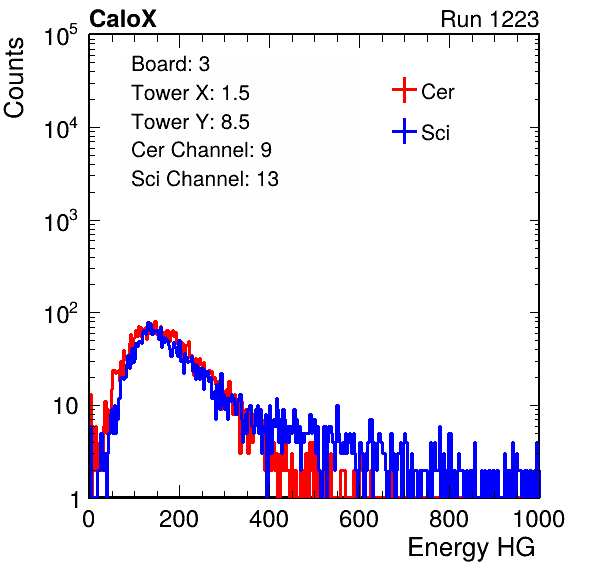 CaloX Run 1223
Counts
Board: 3
Tower X: 1.5
Tower Y: 8.5
Cer Channel: 9
Sci Channel: 13
Cer
Sci
10^5
10^4
10^3
10^2
10
1
0 200 400 600 800 1000
Energy HG